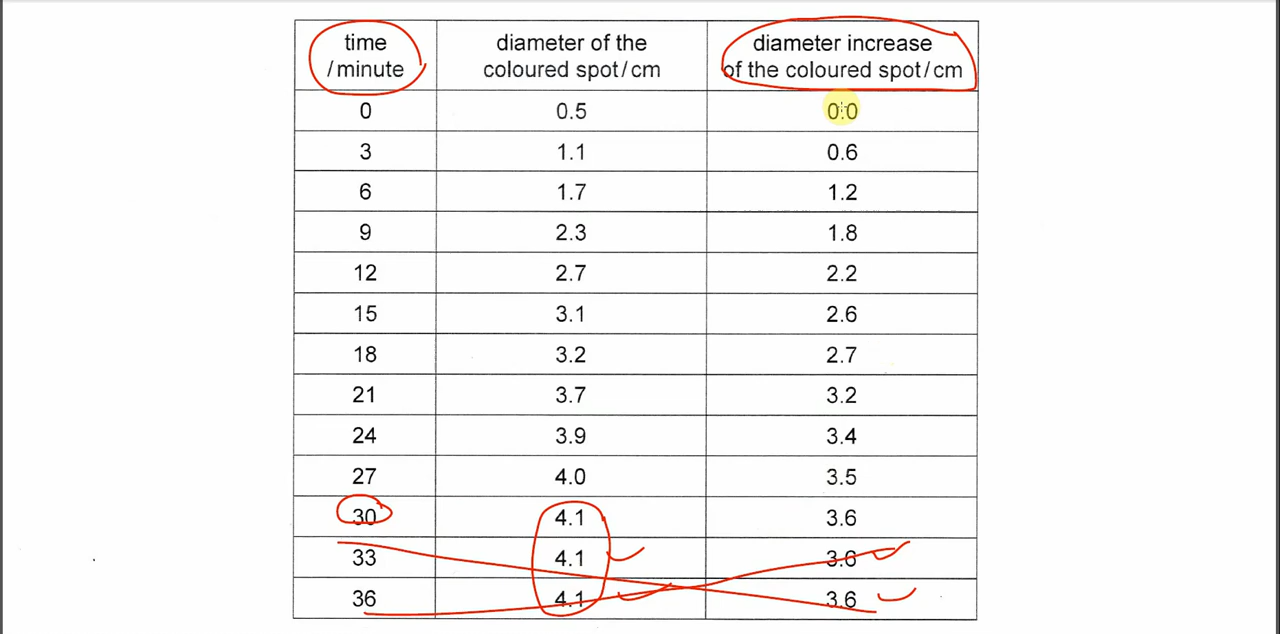 time
/minute
diameter of the
coloured spot/cm
diameter increase
of the coloured spot/cm
0 0.5 0.0
3 1.1 0.6
6 1.7 1.2
9 2.3 1.8
12 2.7 2.2
15 3.1 2.6
18 3.2 2.7
21 3.7 3.2
24 3.9 3.4
27 4.0 3.5
30 4.1 3.6
33 4.1 3.6
36 4.1 3.6